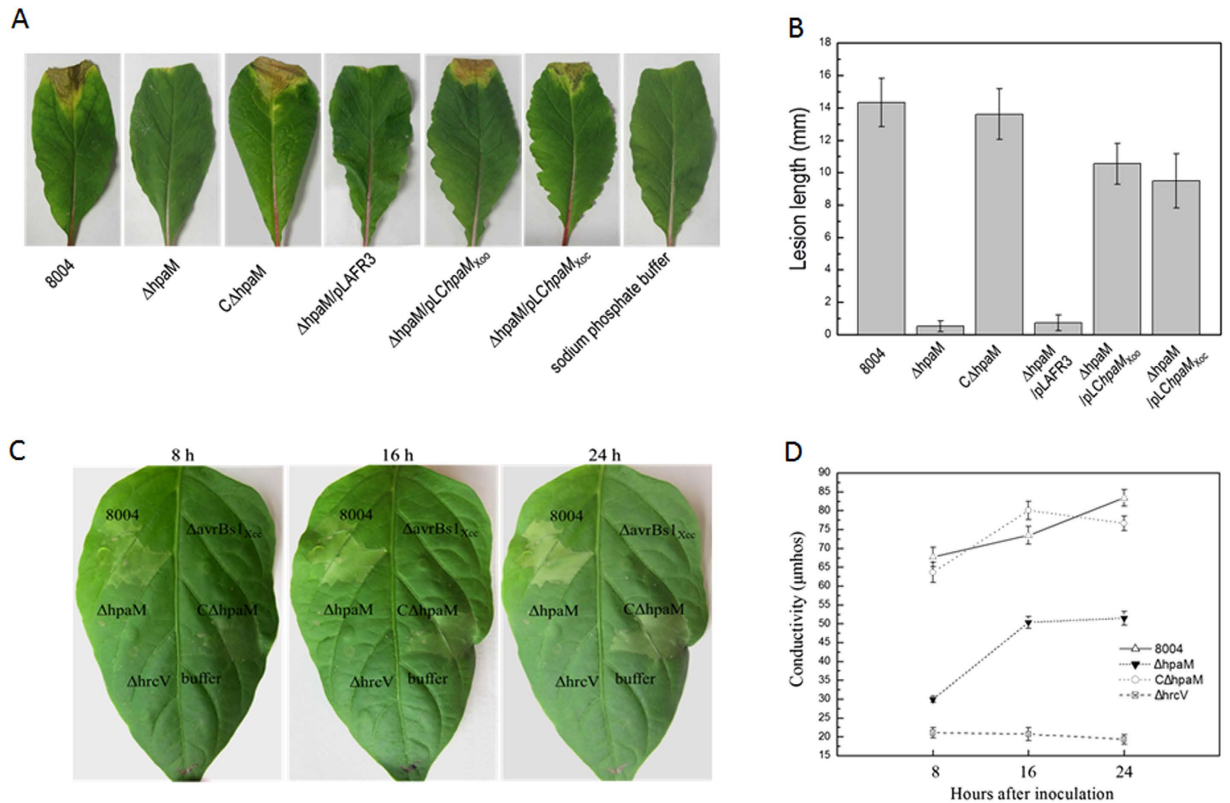 A
8004
ΔhpaM
CΔhpaM
ΔhpaM/pLAFR3
ΔhpaM/pLChpaMXoo
ΔhpaM/pLChpaMXoc
sodium phosphate buffer
B
Lesion length (mm)
18
16
14
12
10
8
6
4
2
0
8004
ΔhpaM
CΔhpaM
ΔhpaM
/pLAFR3
ΔhpaM
/pLChpaMXoo
ΔhpaM
/pLChpaMXoc
C
8 h
16 h
24 h
8004
ΔavrBs1Xcc
ΔhpaM
CΔhpaM
ΔhrcV
buffer
8004
ΔavrBs1Xcc
ΔhpaM
CΔhpaM
ΔhrcV
buffer
8004
ΔavrBs1Xcc
ΔhpaM
CΔhpaM
ΔhrcV
buffer
D
Conductivity (µmhos)
90
85
80
75
70
65
60
55
50
45
40
35
30
25
20
15
8004
ΔhpaM
CΔhpaM
ΔhrcV
8
16
24
Hours after inoculation